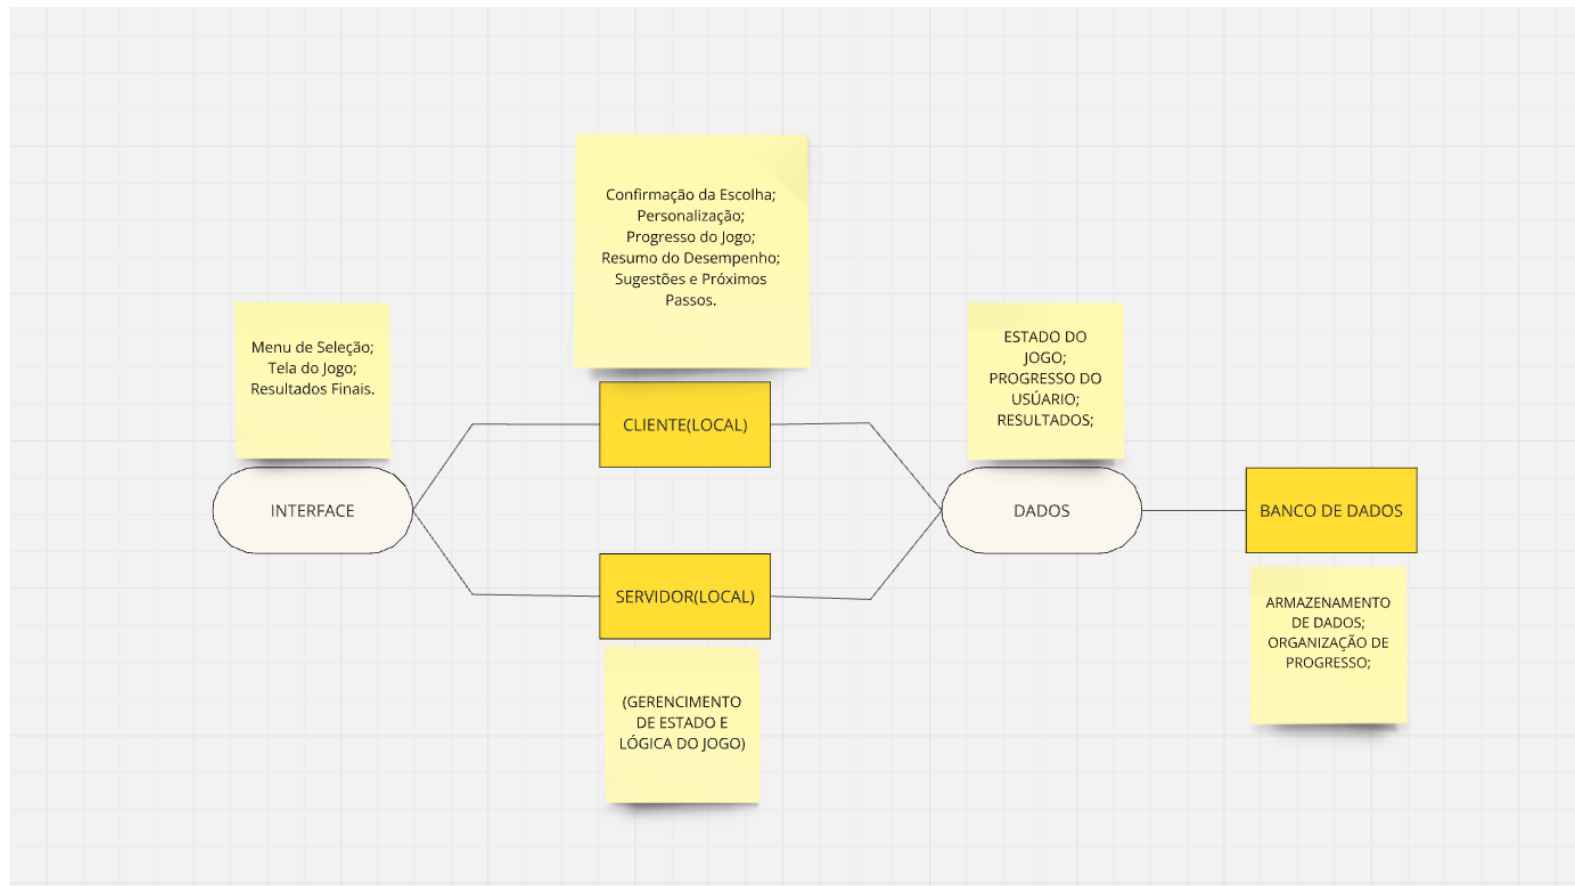 Confirmação da Escolha;
Personalização;
Progresso do Jogo;
Resumo do Desempenho;
Sugestões e Próximos
Passos.
Menu de Seleção;
Tela do Jogo;
Resultados Finais.
ESTADO DO
JOGO;
PROGRESSO DO
USÚARIO;
RESULTADOS;
CLIENTE(LOCAL)
INTERFACE
DADOS
BANCO DE DADOS
SERVIDOR(LOCAL)
ARMAZENAMENTO
DE DADOS;
ORGANIZAÇÃO DE
PROGRESSO;
(GERENCIMENTO
DE ESTADO E
LÓGICA DO JOGO)